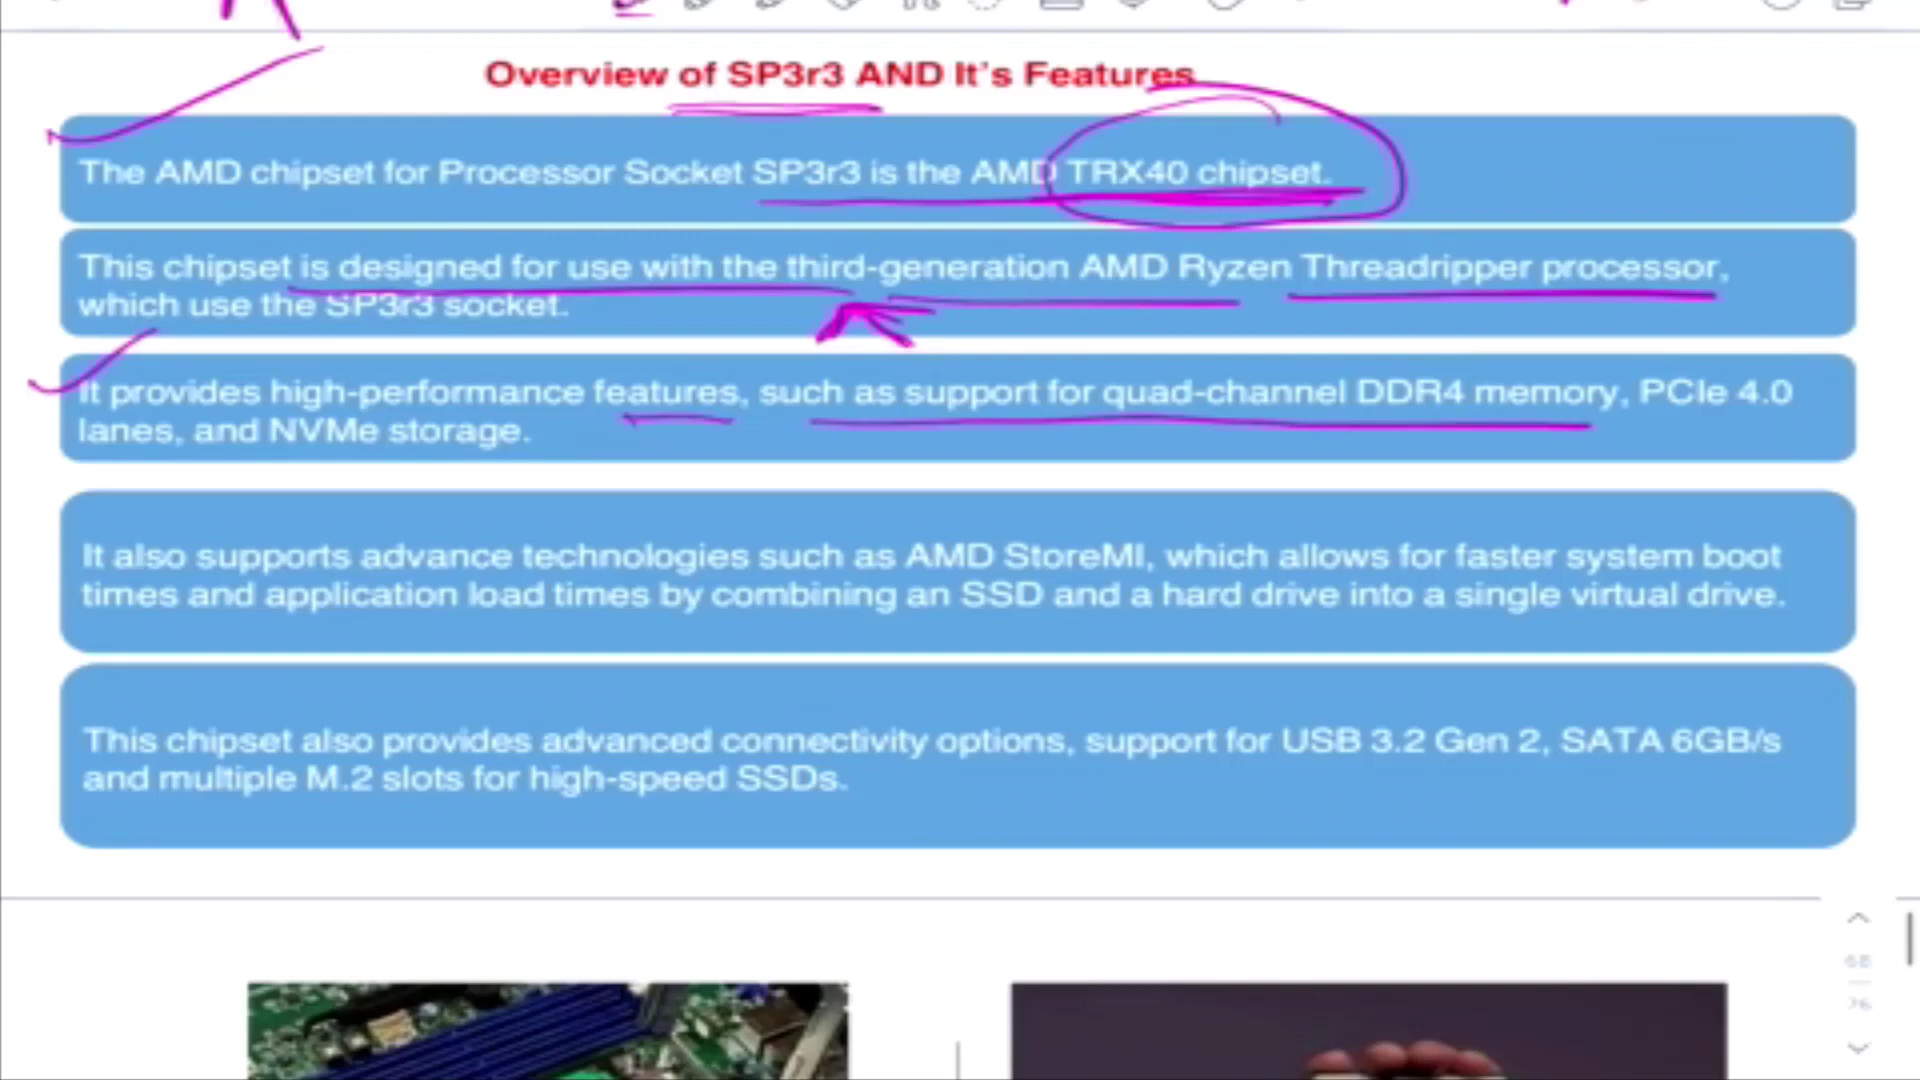 Overview of SP3r3 AND It's Features
The AMD chipset for Processor Socket SP3r3 is the AMD TRX40 chipset.
This chipset is designed for use with the third-generation AMD Ryzen Threadripper processor,
which use the SP3r3 socket.
It provides high-performance features, such as support for quad-channel DDR4 memory, PCIe 4.0
lanes, and NVMe storage.
It also supports advance technologies such as AMD StoreMI, which allows for faster system boot
times and application load times by combining an SSD and a hard drive into a single virtual drive.
This chipset also provides advanced connectivity options, support for USB 3.2 Gen 2, SATA 6GB/s
and multiple M.2 slots for high-speed SSDs.
68
76